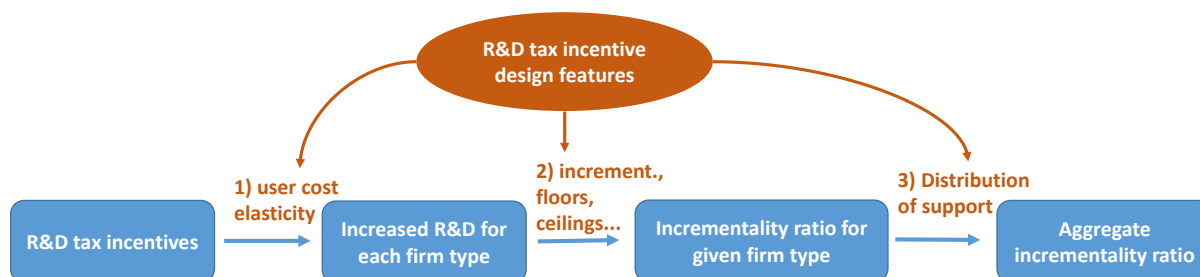 R&D tax incentive
design features
1) user cost
elasticity
2) increment.,
floors,
ceilings...
3) Distribution
of support
R&D tax incentives
Increased R&D for
each firm type
Incrementality ratio for
given firm type
Aggregate
incrementality ratio